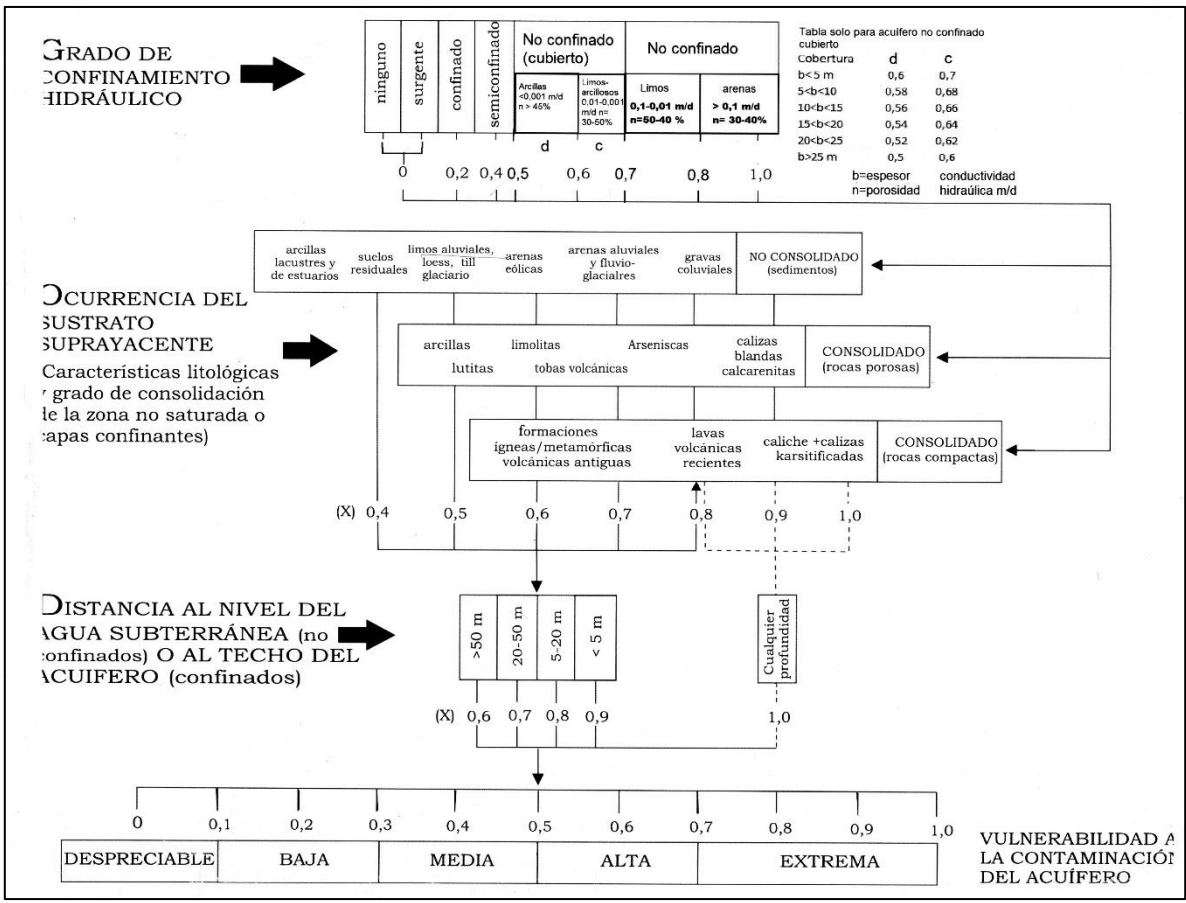 GRADO DE
CONFINAMIENTO
HIDRÁULICO
ninguno
surgente
confinado
semiconfinado
No confinado
(cubierto)
No confinado
Arcillas
<0,001 m/d
n > 45%
Limos-
arcillosos
0,01-0,001
m/d n=
30-50%
Limos
0,1-0,01 m/d
n=50-40 %
arenas
> 0,1 m/d
n= 30-40%
d c
0 0,2 0,4 0,5 0,6 0,7 0,8 1,0
Tabla solo para acuífero no confinado
cubierto
Cobertura d c
b<5 m 0,6 0,7
5<b<10 0,58 0,68
10<b<15 0,56 0,66
15<b<20 0,54 0,64
20<b<25 0,52 0,62
b>25 m 0,5 0,6
b=espesor conductividad
n=porosidad hidraúlica m/d
OCURRENCIA DEL
SUSTRATO
SUPRAYACENTE
Características litológicas
y grado de consolidación
de la zona no saturada o
capas confinantes)
arcillas
lacustres y
de estuarios
suelos
residuales
limos aluviales,
loess, till
glaciario
arenas
eólicas
arenas aluviales
y fluvio-
glacialres
gravas
coluviales
NO CONSOLIDADO
(sedimentos)
arcillas
lutitas
limolitas
tobas volcánicas
Arseniscas
calizas
blandas
calcarenitas
CONSOLIDADO
(rocas porosas)
formaciones
ígneas/metamórficas
volcánicas antiguas
lavas
volcánicas
recientes
caliche +calizas
karsitificadas
CONSOLIDADO
(rocas compactas)
(X) 0,4 0,5 0,6 0,7 0,8 0,9 1,0
DISTANCIA AL NIVEL DEL
AGUA SUBTERRÁNEA (no
confinados) O AL TECHO DEL
ACUIFERO (confinados)
>50 m
20-50 m
5-20 m
< 5 m
Cualquier
profundidad
(X) 0,6 0,7 0,8 0,9 1,0
0 0,1 0,2 0,3 0,4 0,5 0,6 0,7 0,8 0,9 1,0
DESPRECIABLE BAJA MEDIA ALTA EXTREMA
VULNERABILIDAD A
LA CONTAMINACIÓN
DEL ACUÍFERO